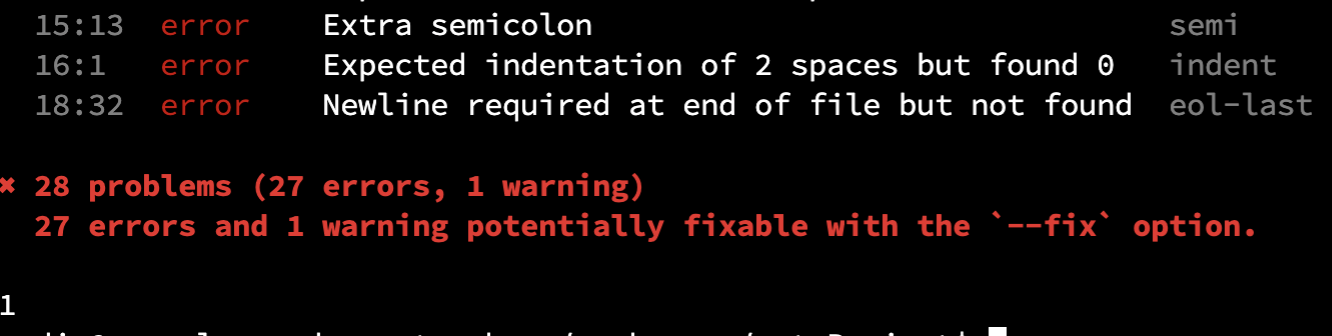 15:13 error Extra semicolon semi
16:1 error Expected indentation of 2 spaces but found 0 indent
18:32 error Newline required at end of file but not found eol-last
✖ 28 problems (27 errors, 1 warning)
27 errors and 1 warning potentially fixable with the `--fix` option.
1